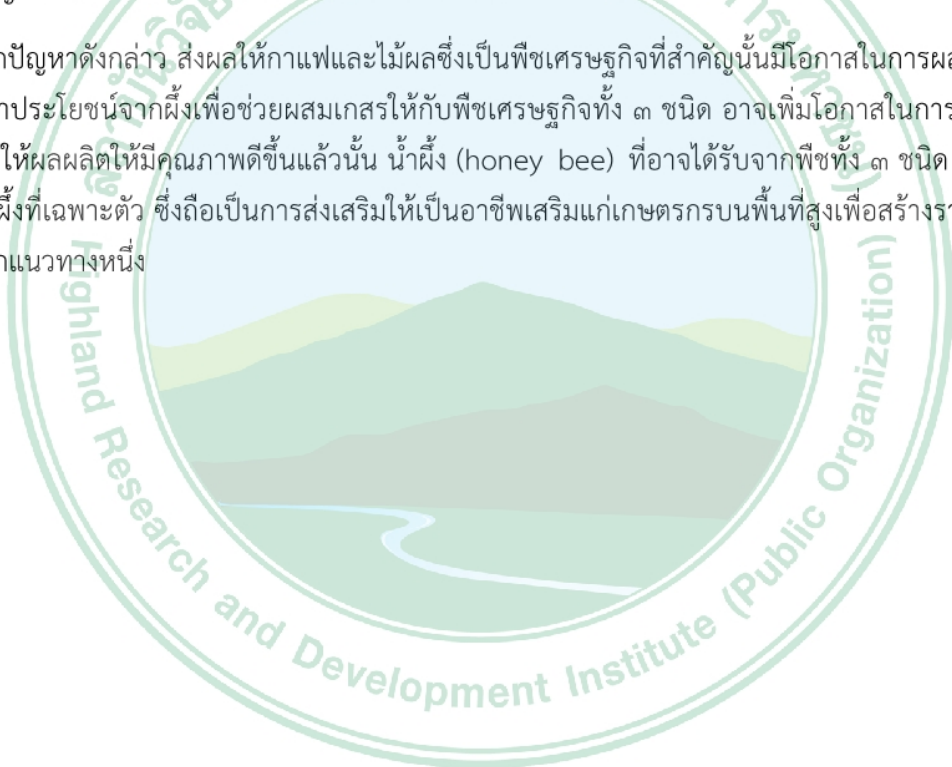 ปัญหาดังกล่าว ส่งผลให้กาแฟและไม้ผลซึ่งเป็นพืชเศรษฐกิจที่สำคัญนั้นมีโอกาสในการผส
ประโยชน์จากผึ้งเพื่อช่วยผสมเกสรให้กับพืชเศรษฐกิจทั้ง ๓ ชนิด อาจเพิ่มโอกาสในการ
ให้ผลผลิตให้มีคุณภาพดีขึ้นแล้วนั้น น้ำผึ้ง (honey bee) ที่อาจได้รับจากพืชทั้ง ๓ ชนิด
ผึ้งที่เฉพาะตัว ซึ่งถือเป็นการส่งเสริมให้เป็นอาชีพเสริมแก่เกษตรกรบนพื้นที่สูงเพื่อสร้างรา
แนวทางหนึ่ง
Highland Research and Development Institute (Public Organization)